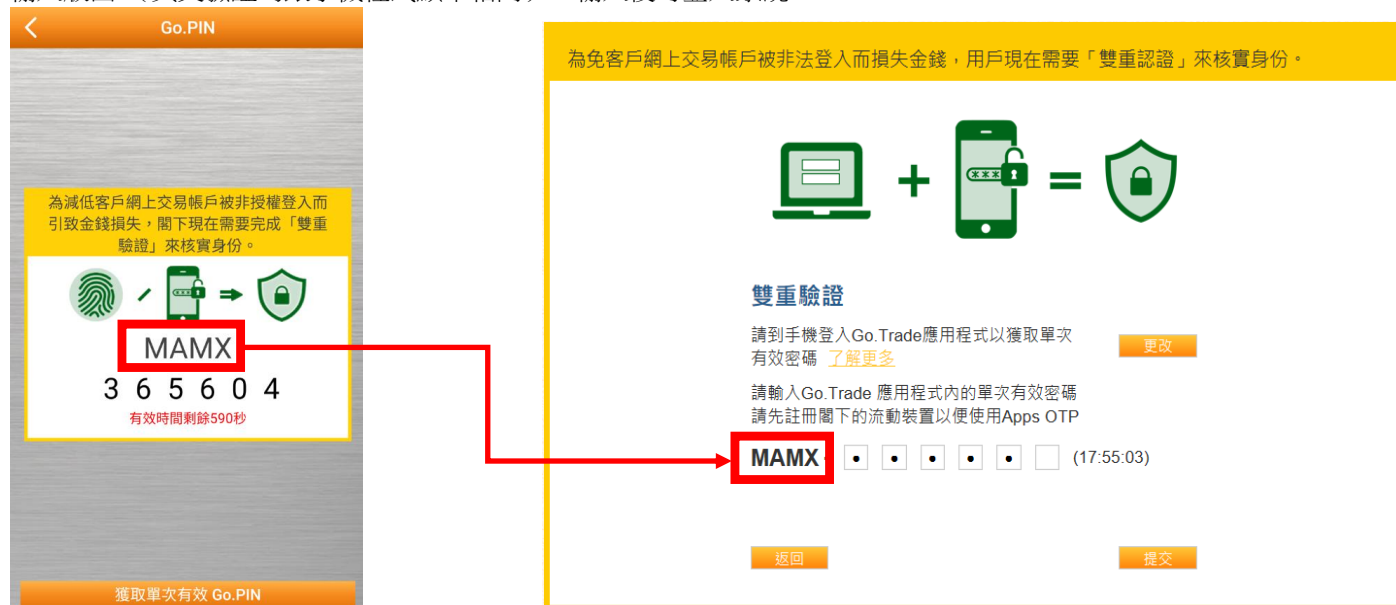 Go.PIN
為減低客戶網上交易帳戶被非授權登入而
引致金錢損失，閣下現在需要完成「雙重
驗證」來核實身份。
MAMX
3 6 5 6 0 4
有效時間剩餘590秒
獲取單次有效 Go.PIN
為免客戶網上交易帳戶被非法登入而損失金錢，用戶現在需要「雙重認證」來核實身份。
雙重驗證
請到手機登入Go.Trade應用程式以獲取單次
有效密碼 了解更多
更改
請輸入Go.Trade 應用程式內的單次有效密碼
請先註冊閣下的流動裝置以便使用Apps OTP
MAMX
(17:55:03)
返回
提交